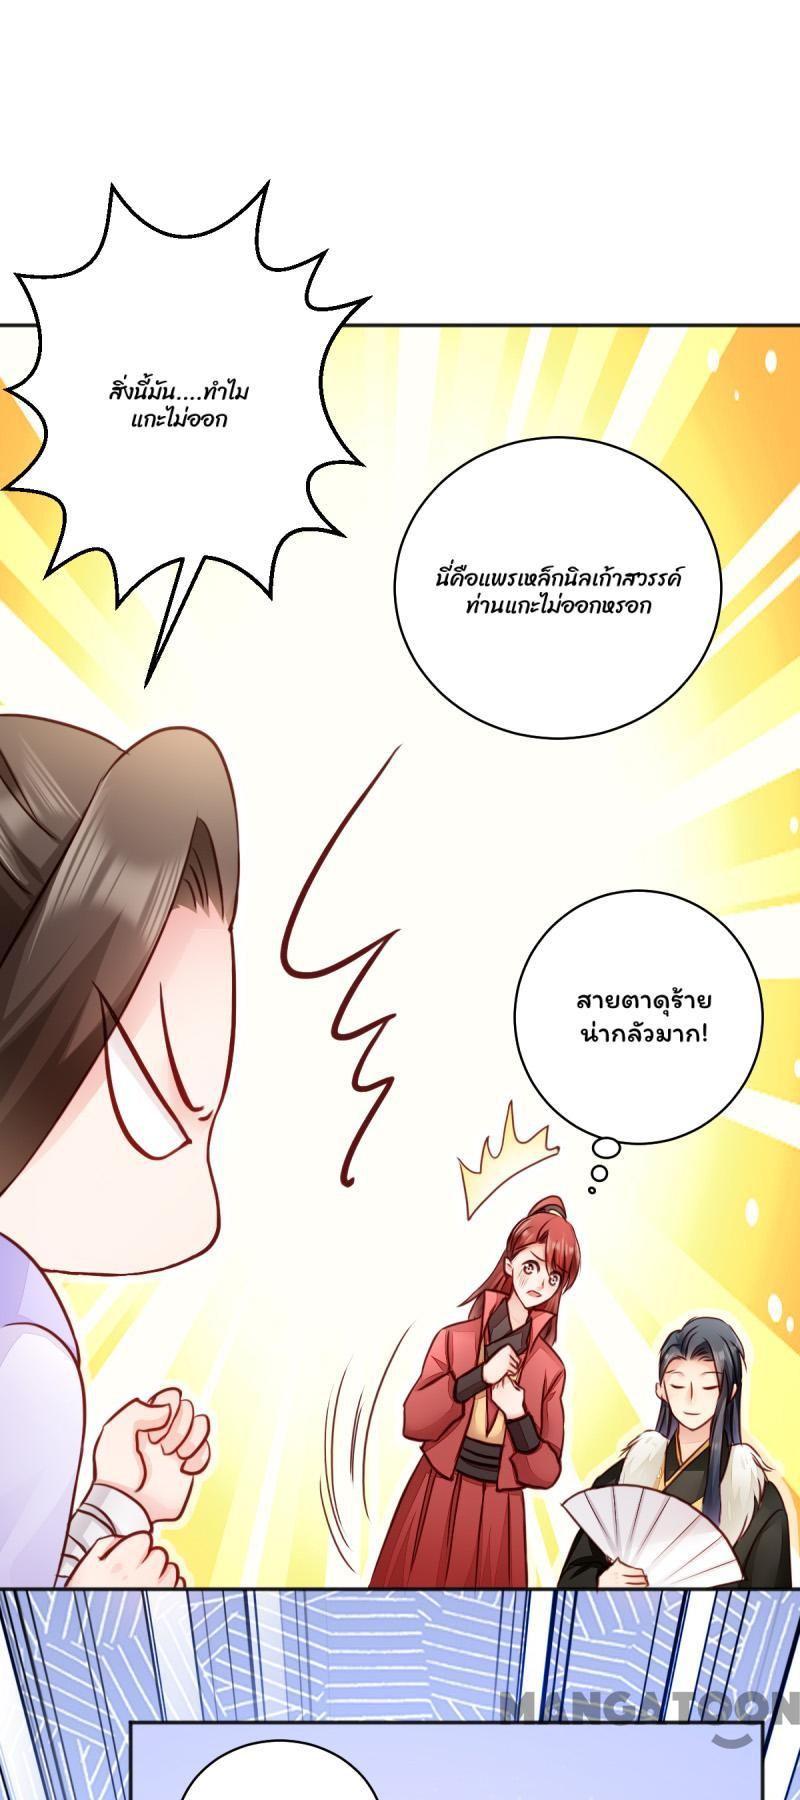 สิ่งนี้มัน....ทำไม
แกะไม่ออก
นี่คือแพรเหล็กนิลเก้าสวรรค์
ท่านแกะไม่ออกหรอก
สายตาดุร้าย
น่ากลัวมาก!
MANGATOON